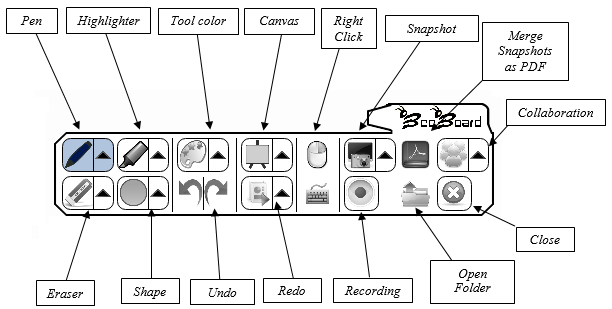 Pen
Highlighter
Tool color
Canvas
Right
Click
Snapshot
Merge
Snapshots
as PDF
Collaboration
Eraser
Shape
Undo
Redo
Recording
Open
Folder
Close